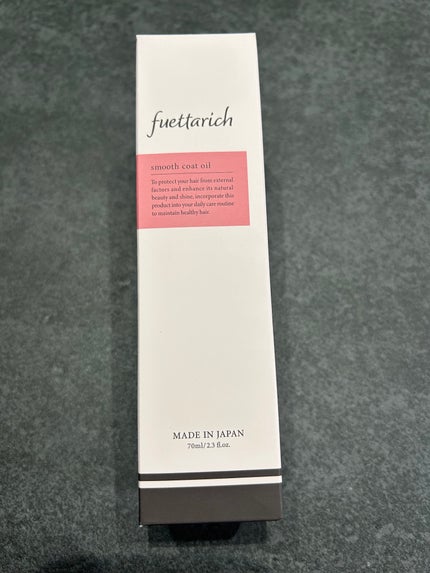 fuettarich
smooth coat oil
To protect your hair from external
factors and enhance its natural
beauty and shine, incorporate this
product into your daily care routine
to maintain healthy hair.
MADE IN JAPAN
70ml/2.3 fl.oz.